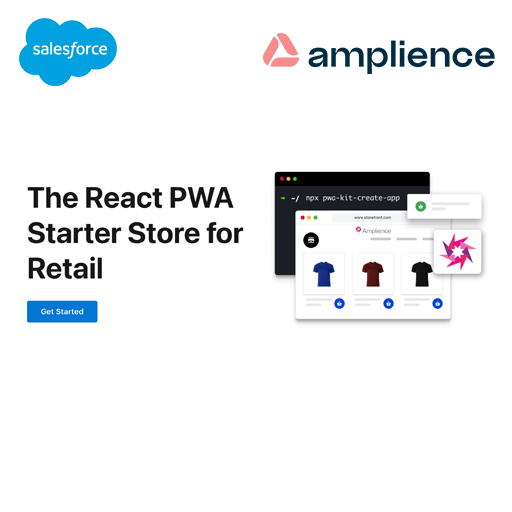 salesforce
amplience
The React PWA
Starter Store for
Retail
Get Started
~/ npx pwa-kit-create-app
www.storefront.com
Amplience